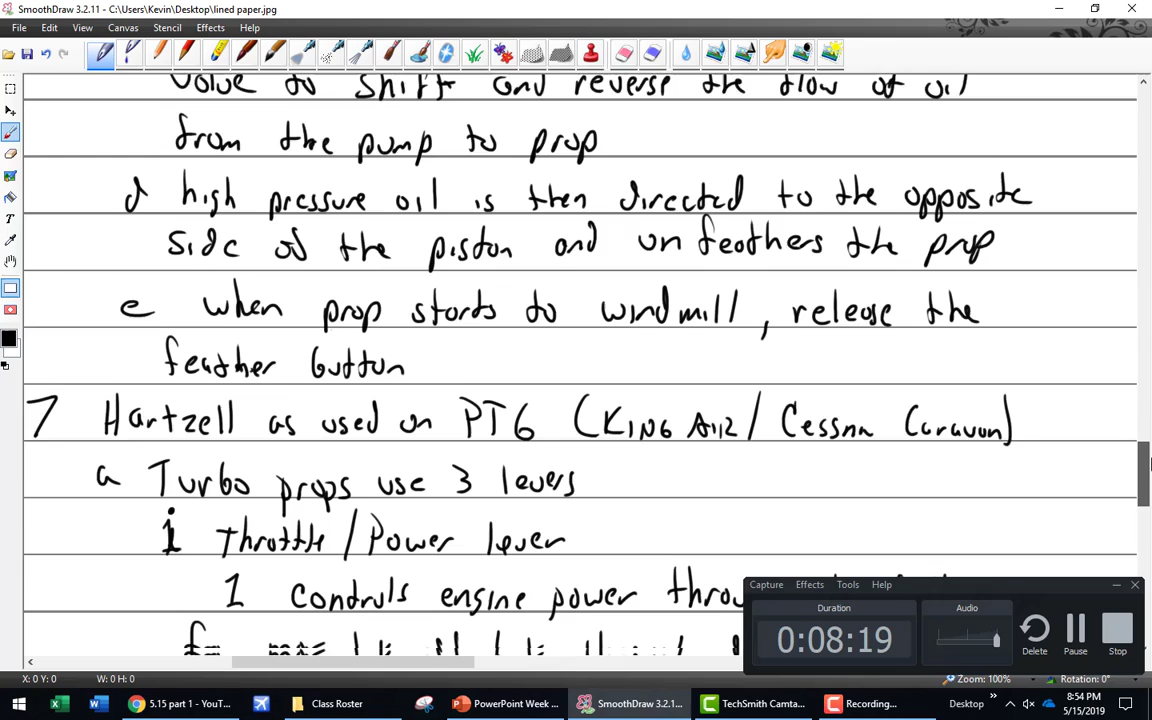 SmoothDraw 3.2.11 - C:\Users\Kevin\Desktop\lined paper.jpg
File Edit View Canvas Stencil Effects Help
value to shift and reverse the flow of oil
from the pump to prop
d high pressure oil is then directed to the opposite
side of the piston and unfeathers the prop
e when prop starts to windmill, release the
feather button
7 Hartzell as used on PT6 (KING AIR/ Cessna Caravan)
a Turbo props use 3 levers
i Throttle/Power lever
1 controls engine power throu
Capture Effects Tools Help
Duration
Audio
0:08:19
Delete Pause Stop
X: 0 Y: 0 W: 0 H: 0
Zoom: 100% Rotation: 0°
5.15 part 1 - YouT...
Class Roster
PowerPoint Week ...
SmoothDraw 3.2.1...
TechSmith Camta...
Recording...
Desktop
8:54 PM
5/15/2019